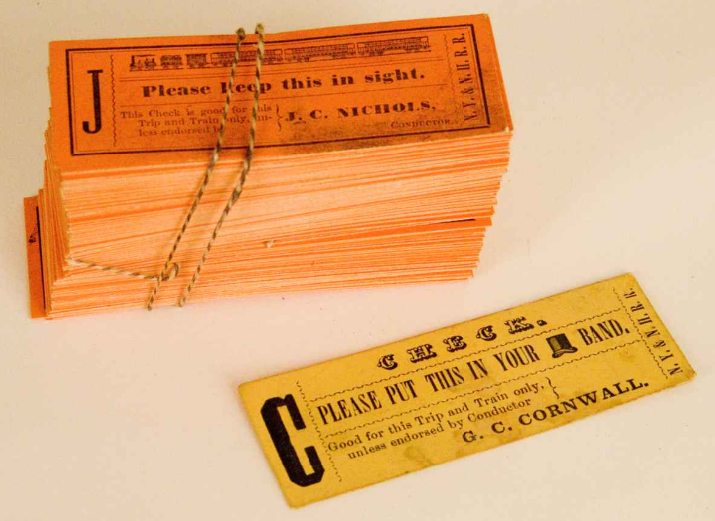 J
Please keep this in sight.
This Check is good for this
Trip and Train only, un-
less endorsed by
J. C. NICHOLS,
CONDUCTOR.
N. Y. & N. H. R. R.
C
CHECK.
PLEASE PUT THIS IN YOUR BAND.
Good for this Trip and Train only,
unless endorsed by Conductor
G. C. CORNWALL.
N. Y. & N. H. R. R.